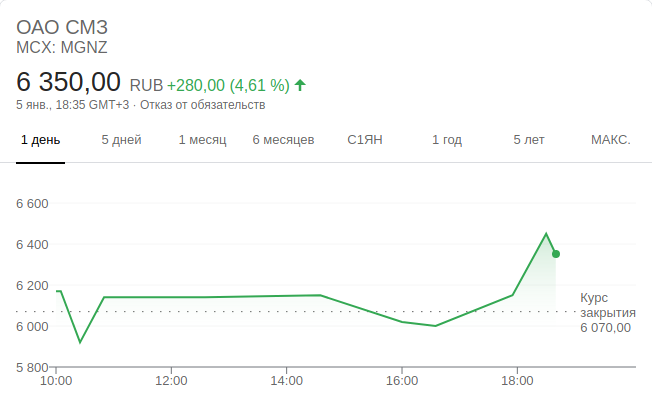 ОАО СМЗ
MCX: MGNZ
6 350,00 RUB +280,00 (4,61 %)
5 янв., 18:35 GMT+3 · Отказ от обязательств
1 день 5 дней 1 месяц 6 месяцев С1ЯН 1 год 5 лет МАКС.
6 600
6 400
6 200
6 000
5 800
Курс
закрытия
6 070,00
10:00 12:00 14:00 16:00 18:00